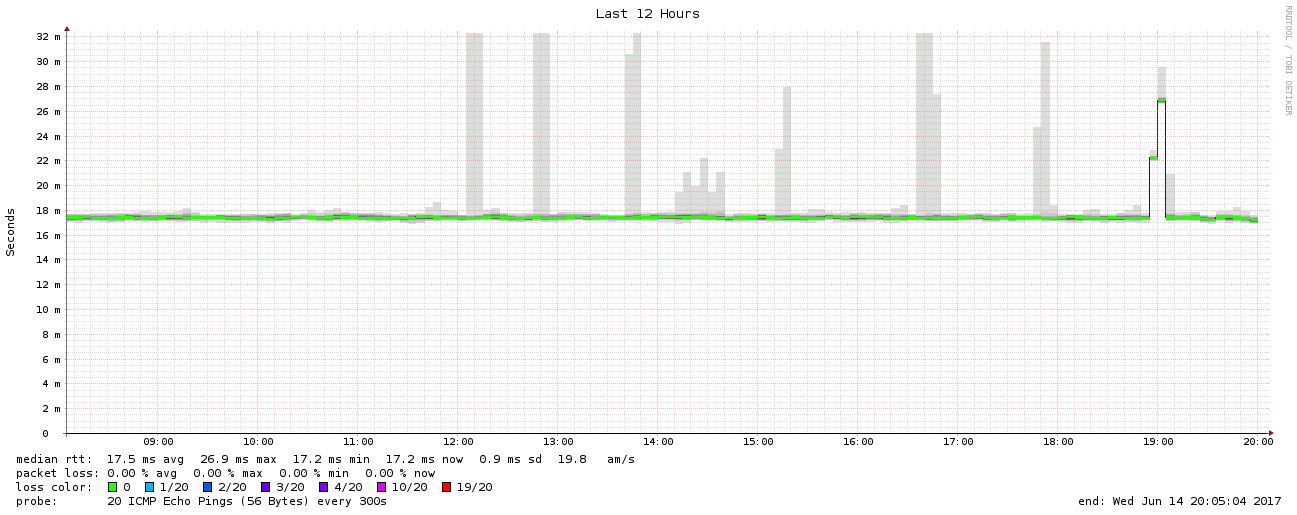 Last 12 Hours
RRDTOOL / TOBI OETIKER
Seconds
32 m
30 m
28 m
26 m
24 m
22 m
20 m
18 m
16 m
14 m
12 m
10 m
8 m
6 m
4 m
2 m
0
09:00 10:00 11:00 12:00 13:00 14:00 15:00 16:00 17:00 18:00 19:00 20:00
median rtt: 17.5 ms avg 26.9 ms max 17.2 ms min 17.2 ms now 0.9 ms sd 19.8 am/s
packet loss: 0.00 % avg 0.00 % max 0.00 % min 0.00 % now
loss color: 0 1/20 2/20 3/20 4/20 10/20 19/20
probe: 20 ICMP Echo Pings (56 Bytes) every 300s end: Wed Jun 14 20:05:04 2017